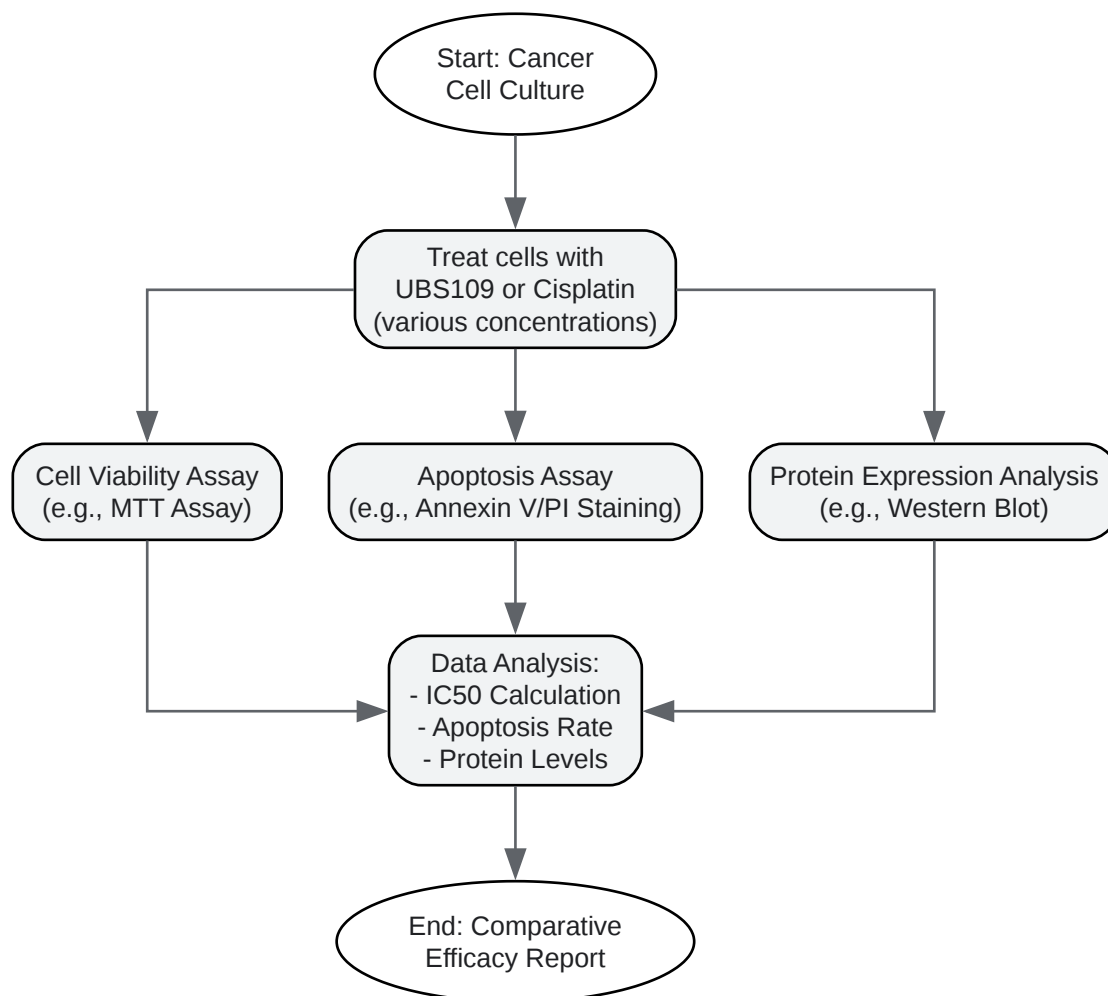 Start: Cancer
Cell Culture
Treat cells with
UBS109 or Cisplatin
(various concentrations)
Cell Viability Assay
(e.g., MTT Assay)
Apoptosis Assay
(e.g., Annexin V/PI Staining)
Protein Expression Analysis
(e.g., Western Blot)
Data Analysis:
- IC50 Calculation
- Apoptosis Rate
- Protein Levels
End: Comparative
Efficacy Report